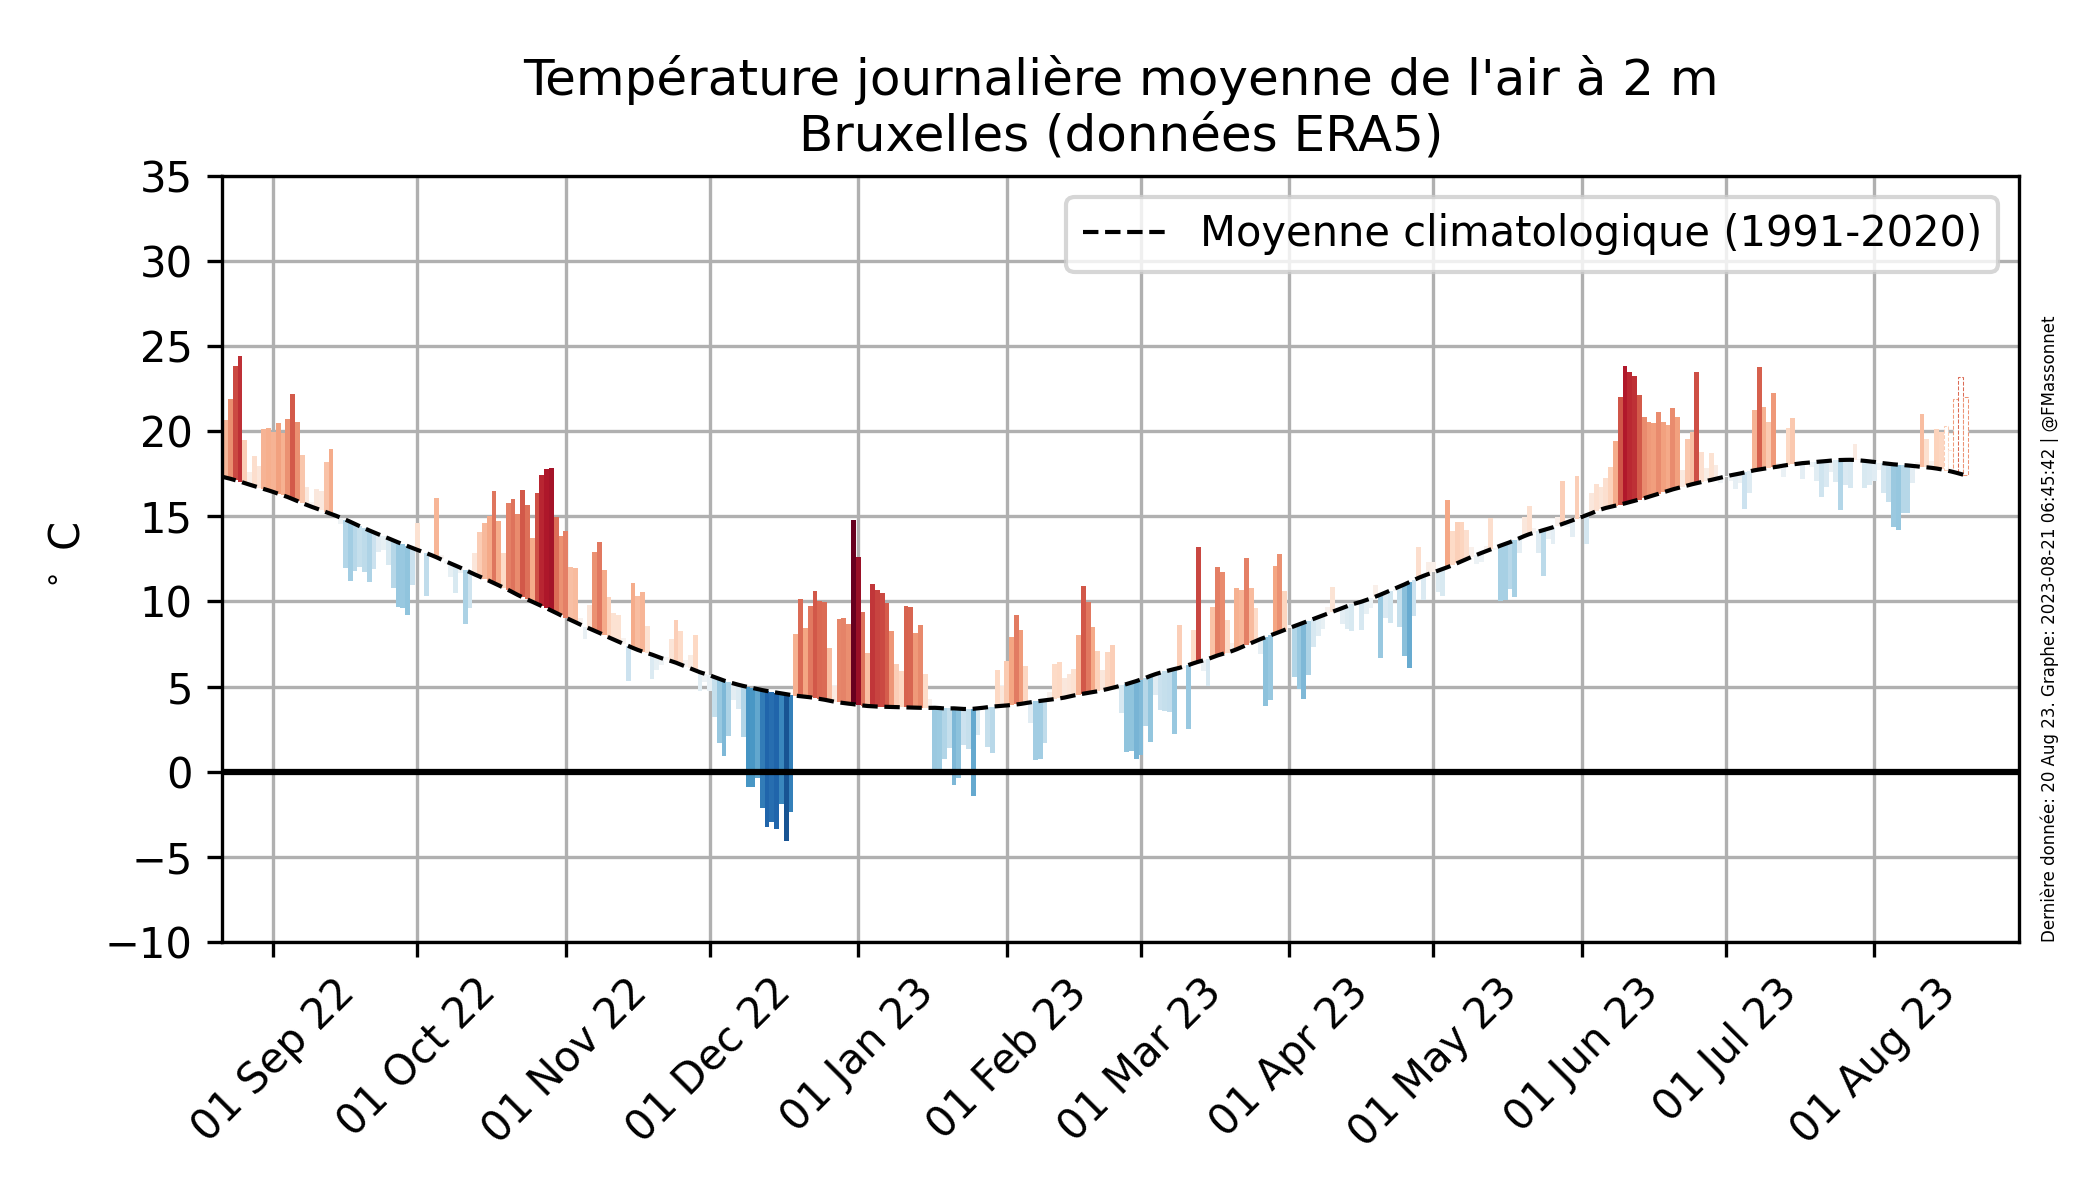 Température journalière moyenne de l'air à 2 m
Bruxelles (données ERA5)
Moyenne climatologique (1991-2020)
° C
35
30
25
20
15
10
5
0
−5
−10
01 Sep 22
01 Oct 22
01 Nov 22
01 Dec 22
01 Jan 23
01 Feb 23
01 Mar 23
01 Apr 23
01 May 23
01 Jun 23
01 Jul 23
01 Aug 23
Dernière donnée: 20 Aug 23. Graphe: 2023-08-21 06:45:42 | @FMassonnet